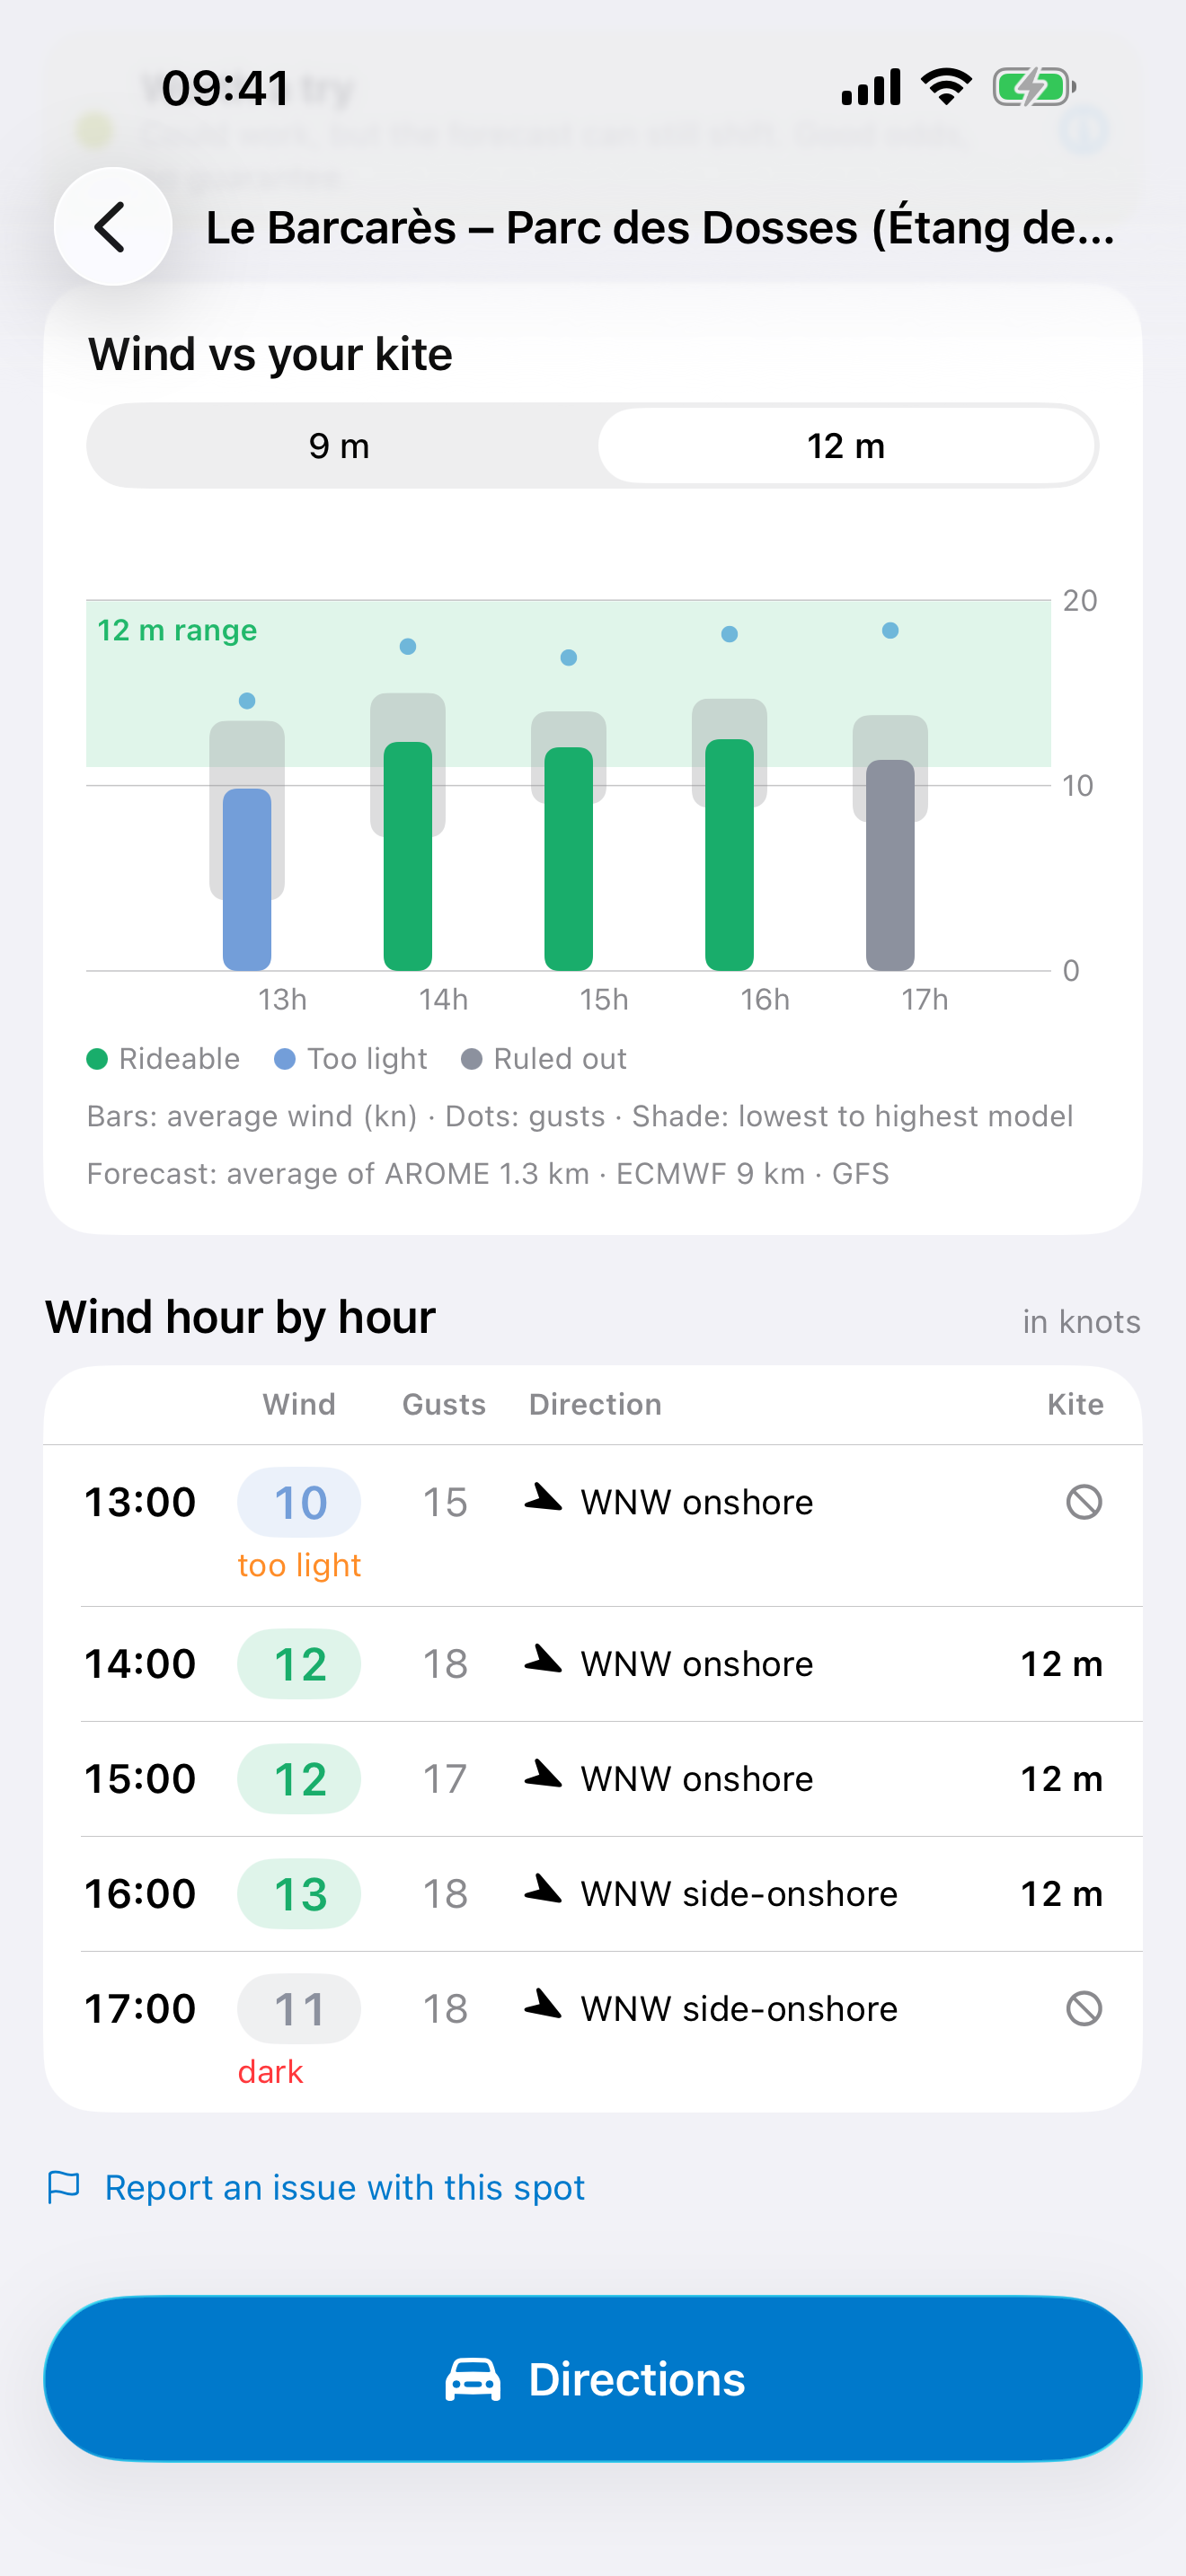 09:41
Le Barcarès – Parc des Dosses (Étang de...
Wind vs your kite
9 m
12 m
12 m range
20
10
0
13h 14h 15h 16h 17h
Rideable Too light Ruled out
Bars: average wind (kn) · Dots: gusts · Shade: lowest to highest model
Forecast: average of AROME 1.3 km · ECMWF 9 km · GFS
Wind hour by hour in knots
Wind Gusts Direction Kite
13:00 10 15 WNW onshore
too light
14:00 12 18 WNW onshore 12 m
15:00 12 17 WNW onshore 12 m
16:00 13 18 WNW side-onshore 12 m
17:00 11 18 WNW side-onshore
dark
Report an issue with this spot
Directions